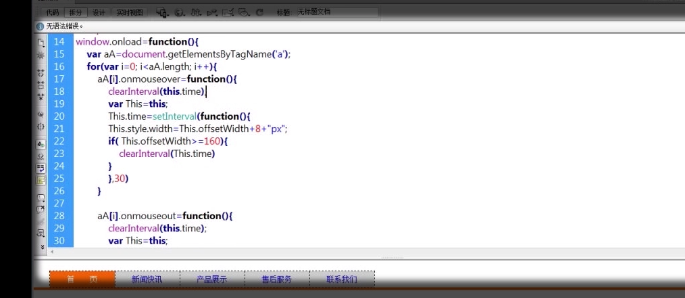 代码 拆分 设计 实时视图 标题: 无标题文档
无语法错误。
14 window.onload=function(){
15 var aA=document.getElementsByTagName('a');
16 for(var i=0; i<aA.length; i++){
17 aA[i].onmouseover=function(){
18 clearInterval(this.time)
19 var This=this;
20 This.time=setInterval(function(){
21 This.style.width=This.offsetWidth+8+"px";
22 if( This.offsetWidth>=160){
23 clearInterval(This.time)
24 }
25 },30)
26 }
27
28 aA[i].onmouseout=function(){
29 clearInterval(this.time);
30 var This=this;
首 页 新闻快讯 产品展示 售后服务 联系我们